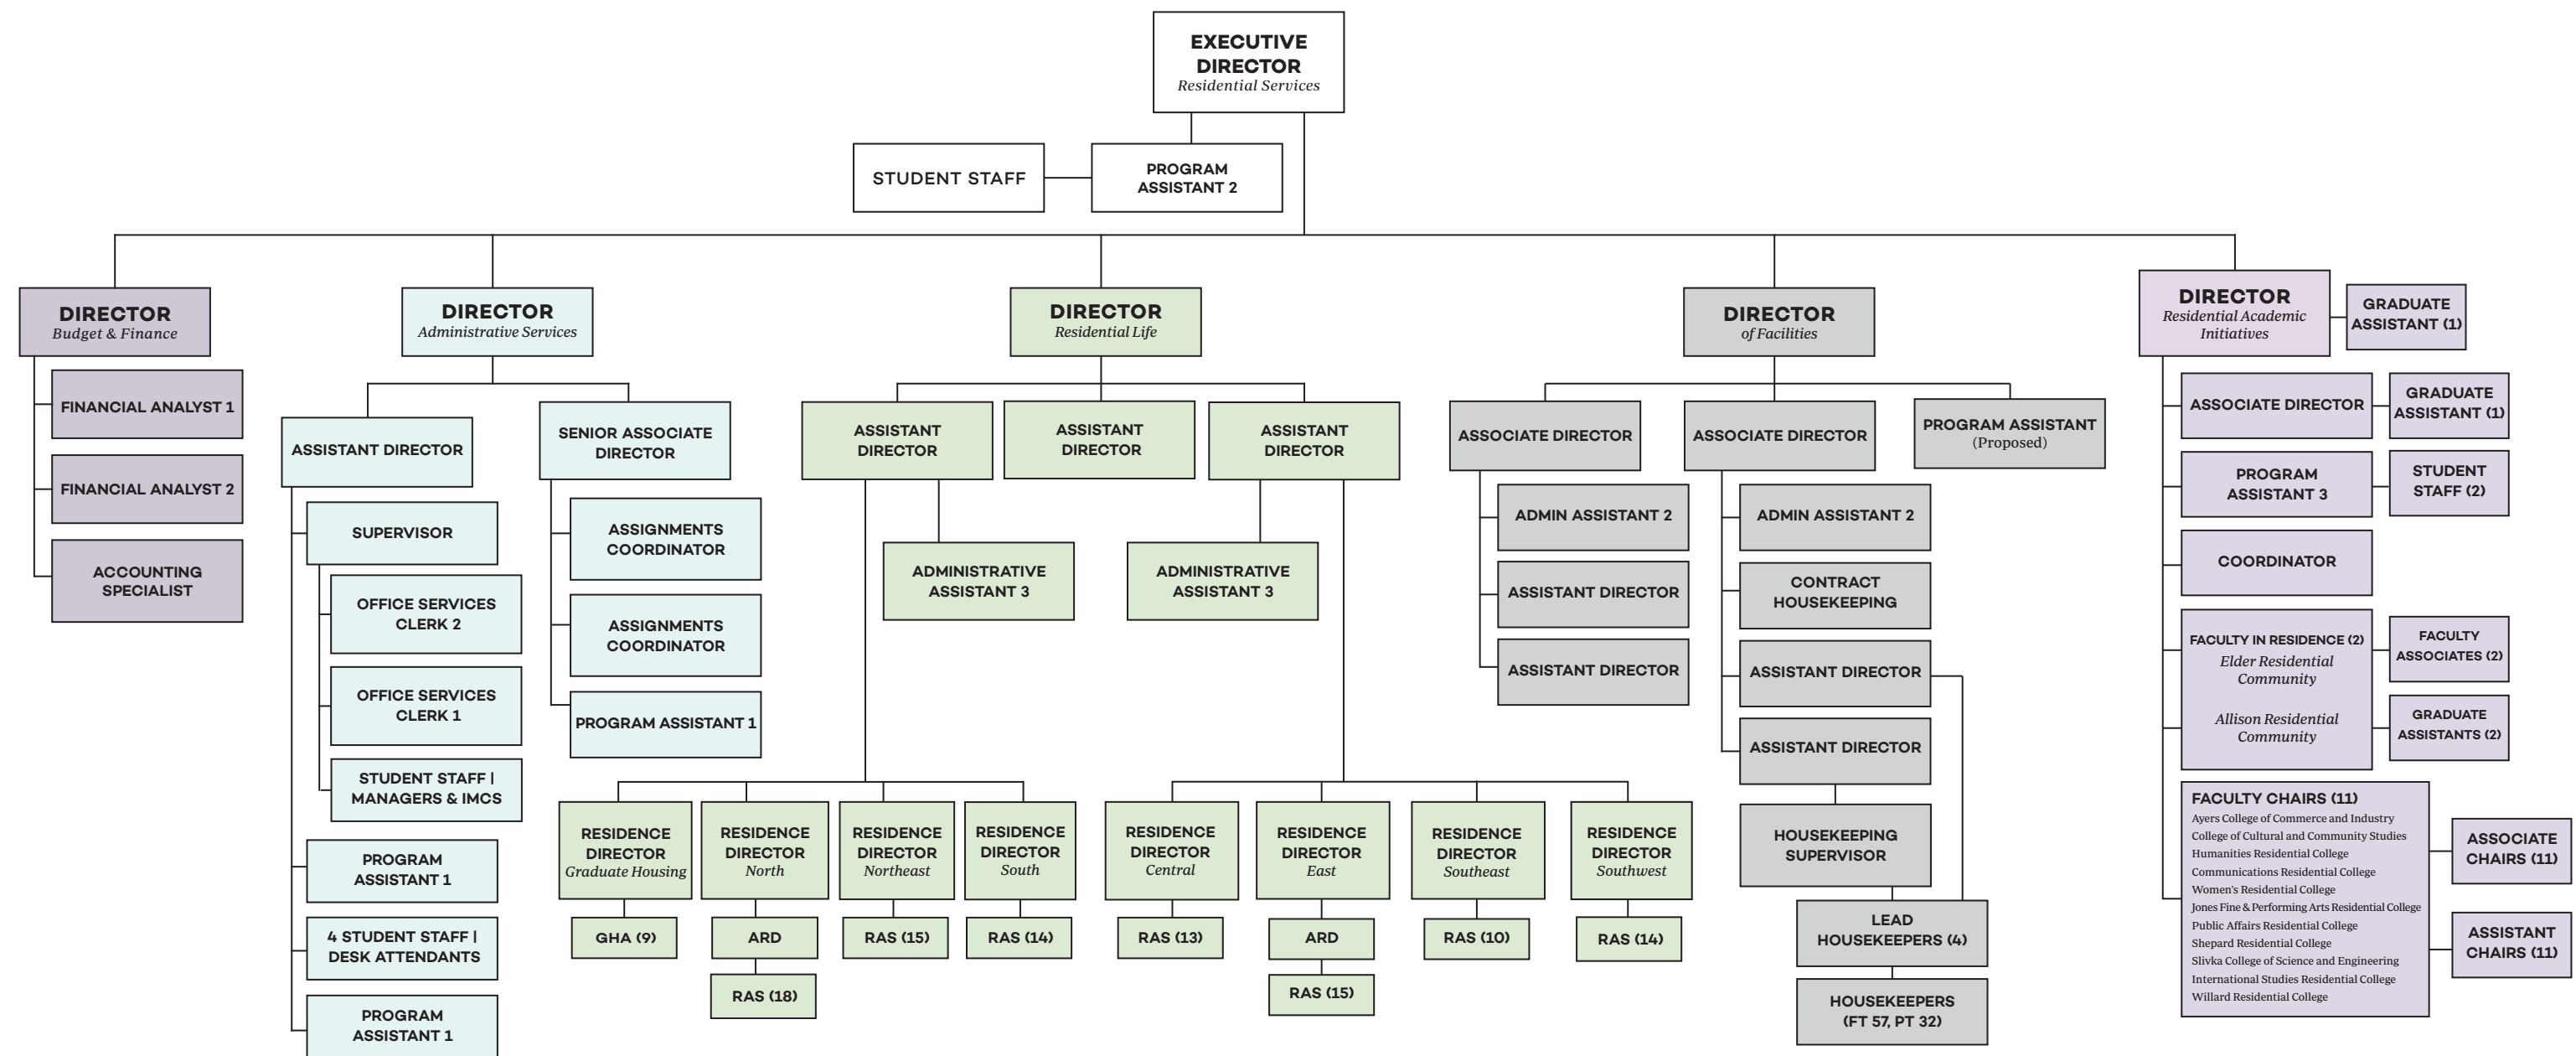 EXECUTIVE
DIRECTOR
Residential Services
STUDENT STAFF
PROGRAM
ASSISTANT 2
DIRECTOR
Budget & Finance
FINANCIAL ANALYST 1
FINANCIAL ANALYST 2
ACCOUNTING
SPECIALIST
DIRECTOR
Administrative Services
ASSISTANT DIRECTOR
SUPERVISOR
OFFICE SERVICES
CLERK 2
OFFICE SERVICES
CLERK 1
STUDENT STAFF |
MANAGERS & IMCS
PROGRAM
ASSISTANT 1
4 STUDENT STAFF |
DESK ATTENDANTS
PROGRAM
ASSISTANT 1
SENIOR ASSOCIATE
DIRECTOR
ASSIGNMENTS
COORDINATOR
ASSIGNMENTS
COORDINATOR
PROGRAM ASSISTANT 1
DIRECTOR
Residential Life
ASSISTANT
DIRECTOR
ASSISTANT
DIRECTOR
ASSISTANT
DIRECTOR
ADMINISTRATIVE
ASSISTANT 3
ADMINISTRATIVE
ASSISTANT 3
RESIDENCE
DIRECTOR
Graduate Housing
GHA (9)
RESIDENCE
DIRECTOR
North
ARD
RAS (18)
RESIDENCE
DIRECTOR
Northeast
RAS (15)
RESIDENCE
DIRECTOR
South
RAS (14)
RESIDENCE
DIRECTOR
Central
RAS (13)
RESIDENCE
DIRECTOR
East
ARD
RAS (15)
RESIDENCE
DIRECTOR
Southeast
RAS (10)
RESIDENCE
DIRECTOR
Southwest
RAS (14)
DIRECTOR
of Facilities
ASSOCIATE DIRECTOR
ADMIN ASSISTANT 2
ASSISTANT DIRECTOR
ASSISTANT DIRECTOR
ASSOCIATE DIRECTOR
ADMIN ASSISTANT 2
CONTRACT
HOUSEKEEPING
ASSISTANT DIRECTOR
ASSISTANT DIRECTOR
HOUSEKEEPING
SUPERVISOR
LEAD
HOUSEKEEPERS (4)
HOUSEKEEPERS
(FT 57, PT 32)
PROGRAM ASSISTANT
(Proposed)
DIRECTOR
Residential Academic
Initiatives
GRADUATE
ASSISTANT (1)
ASSOCIATE DIRECTOR
GRADUATE
ASSISTANT (1)
PROGRAM
ASSISTANT 3
STUDENT
STAFF (2)
COORDINATOR
FACULTY IN RESIDENCE (2)
Elder Residential
Community
Allison Residential
Community
FACULTY
ASSOCIATES (2)
GRADUATE
ASSISTANTS (2)
FACULTY CHAIRS (11)
Ayers College of Commerce and Industry
College of Cultural and Community Studies
Humanities Residential College
Communications Residential College
Women's Residential College
Jones Fine & Performing Arts Residential College
Public Affairs Residential College
Shepard Residential College
Slivka College of Science and Engineering
International Studies Residential College
Willard Residential College
ASSOCIATE
CHAIRS (11)
ASSISTANT
CHAIRS (11)